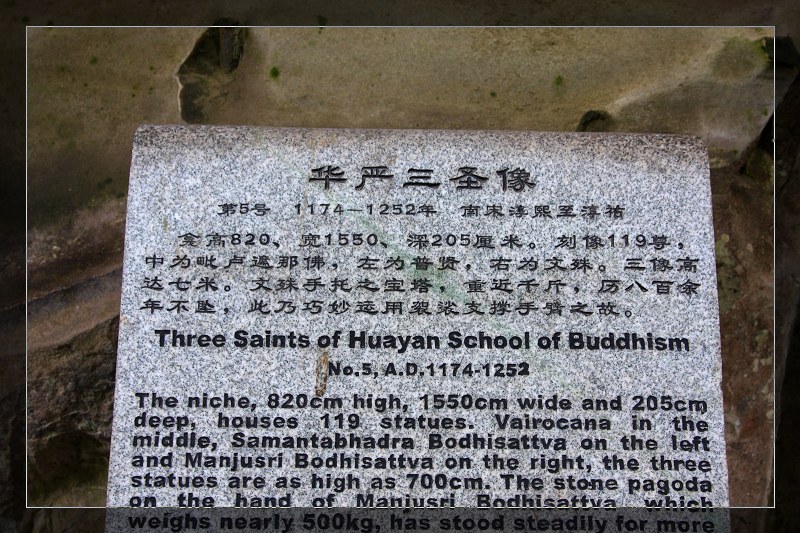 华严三圣像
第5号 1174—1252年 南宋淳熙至淳祐
龛高820、宽1550、深205厘米。刻像119尊，
中为毗卢遮那佛，左为普贤，右为文殊。三像高
达七米。文殊手托之宝塔，重近千斤，历八百余
年不坠，此乃巧妙运用袈裟支撑手臂之故。
Three Saints of Huayan School of Buddhism
No.5, A.D.1174-1252
The niche, 820cm high, 1550cm wide and 205cm
deep, houses 119 statues. Vairocana in the
middle, Samantabhadra Bodhisattva on the left
and Manjusri Bodhisattva on the right, the three
statues are as high as 700cm. The stone pagoda
on the hand of Manjusri Bodhisattva, which
weighs nearly 500kg, has stood steadily for more